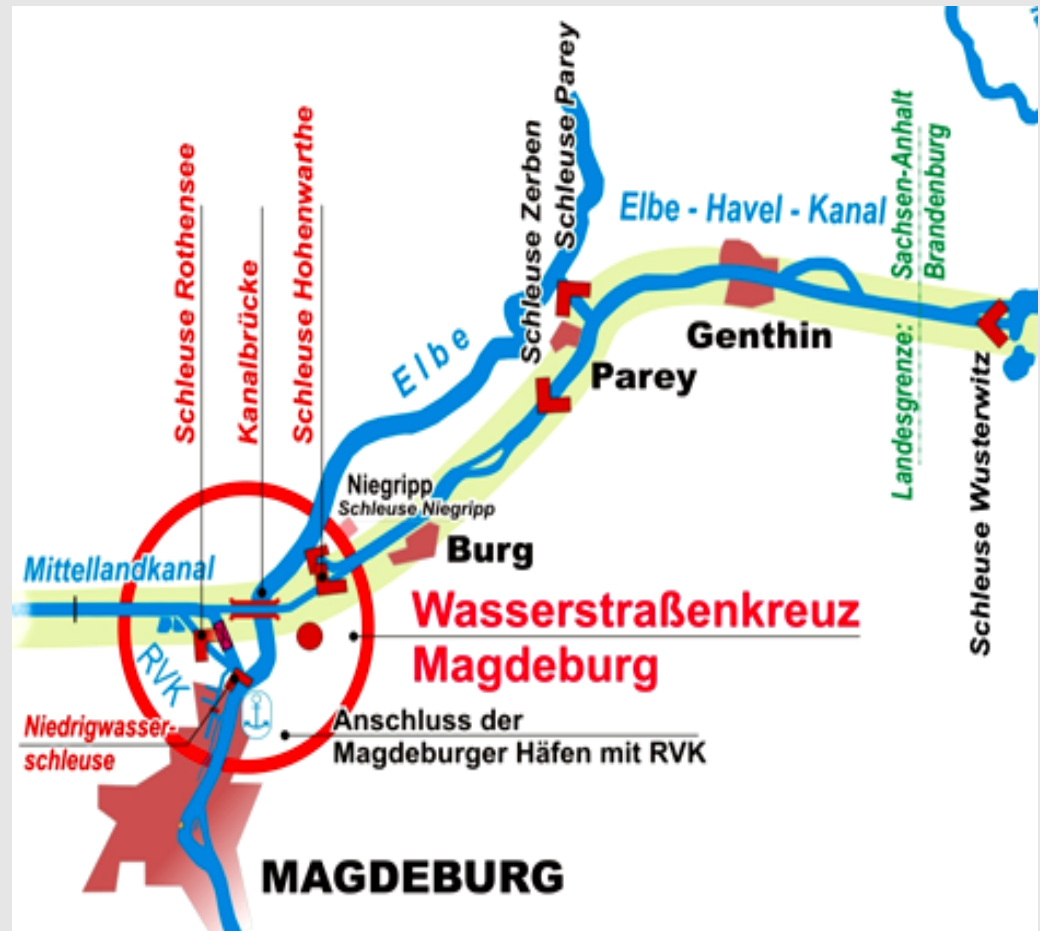 Schleuse Rothensee
Kanalbrücke
Schleuse Hohenwarthe
Schleuse Zerben
Schleuse Parey
Elbe - Havel - Kanal
Landesgrenze: Sachsen-Anhalt
Brandenburg
Schleuse Wusterwitz
Genthin
Parey
Elbe
Niegripp
Schleuse Niegripp
Burg
Mittellandkanal
Wasserstraßenkreuz
Magdeburg
RVK
Niedrigwasser-
schleuse
Anschluss der
Magdeburger Häfen mit RVK
MAGDEBURG